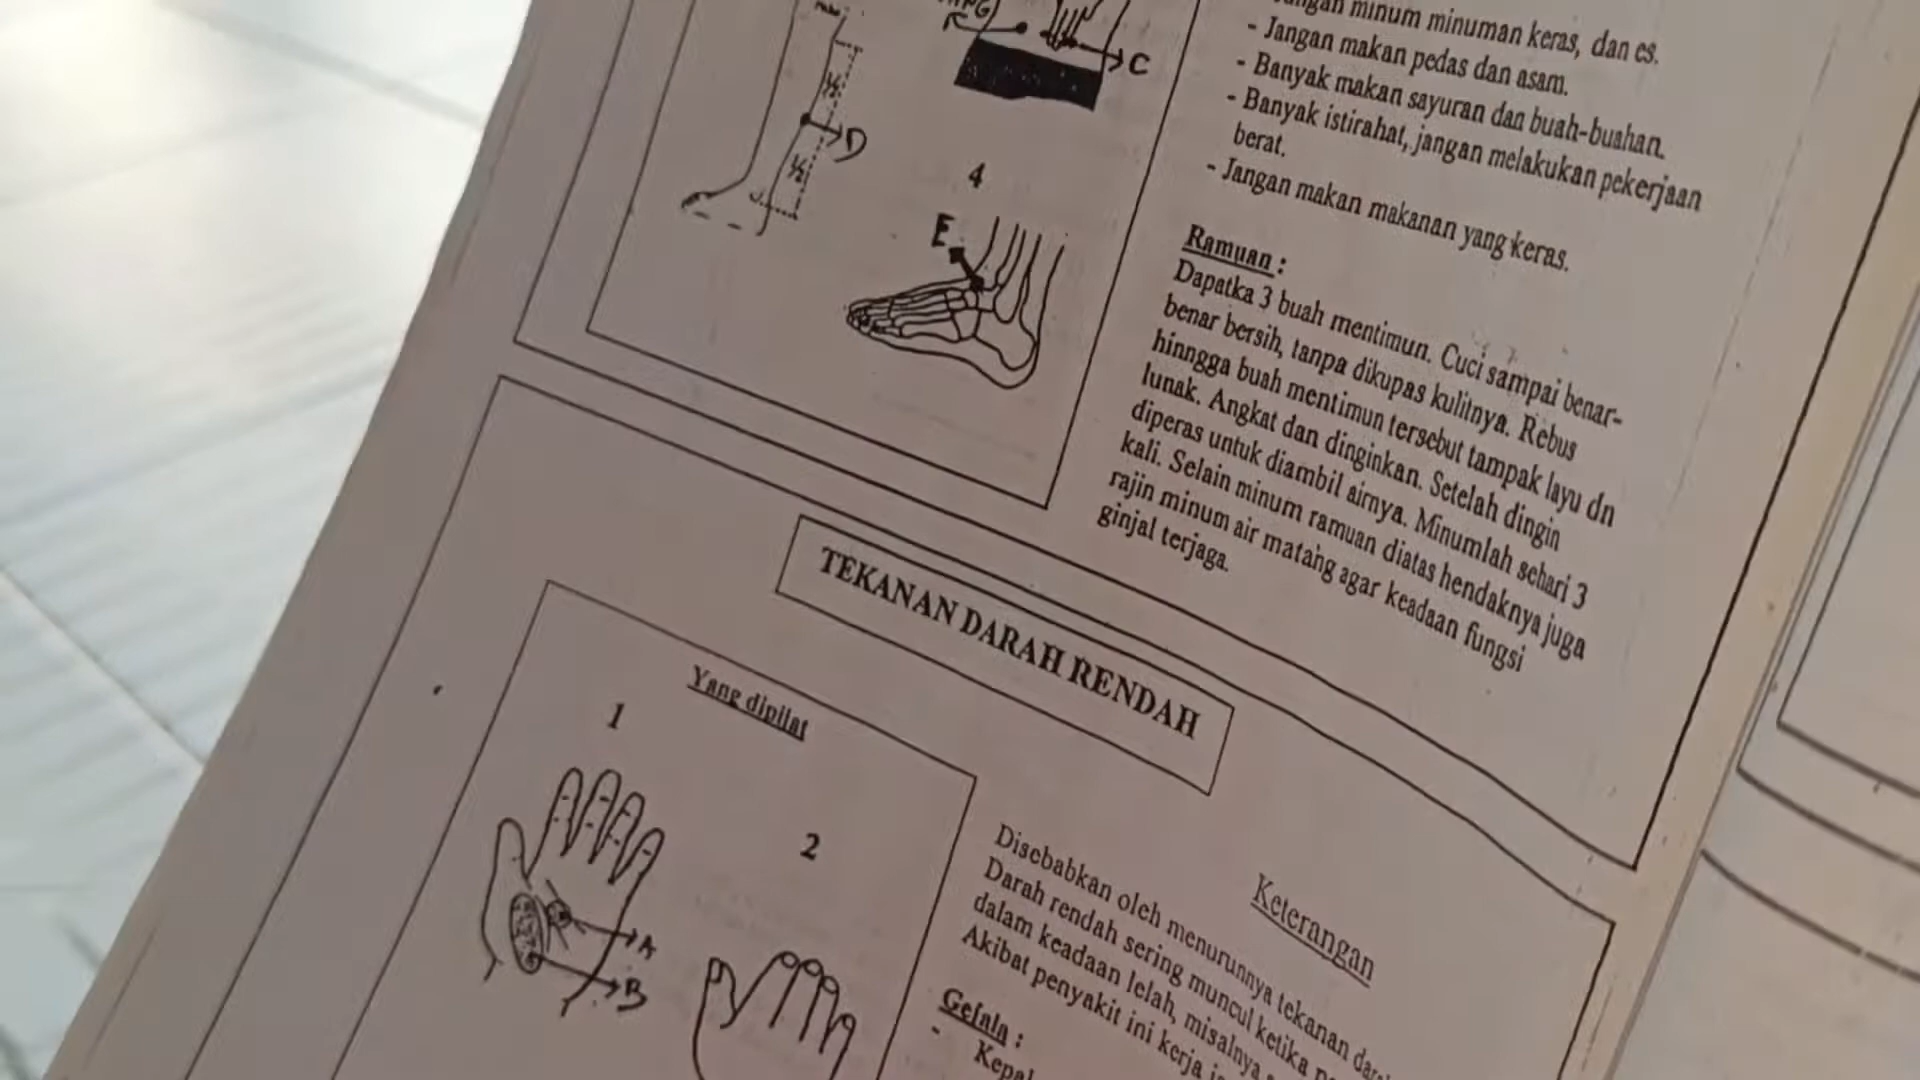 minum minuman keras, dan es.
- Jangan makan pedas dan asam.
- Banyak makan sayuran dan buah-buahan.
- Banyak istirahat, jangan melakukan pekerjaan
berat.
- Jangan makan makanan yang keras.
Ramuan :
Dapatka 3 buah mentimun. Cuci sampai benar-
benar bersih, tanpa dikupas kulitnya. Rebus
hinngga buah mentimun tersebut tampak layu dn
lunak. Angkat dan dinginkan. Setelah dingin
diperas untuk diambil airnya. Minumlah sehari 3
kali. Selain minum ramuan diatas hendaknya juga
rajin minum air matang agar keadaan fungsi
ginjal terjaga.
C
½
D
½
4
E
TEKANAN DARAH RENDAH
Yang dipijat
1
2
A
B
Keterangan
Disebabkan oleh menurunnya tekanan
Darah rendah sering muncul ketika
dalam keadaan lelah, misalnya
Akibat penyakit ini kerja
Gejala :
-